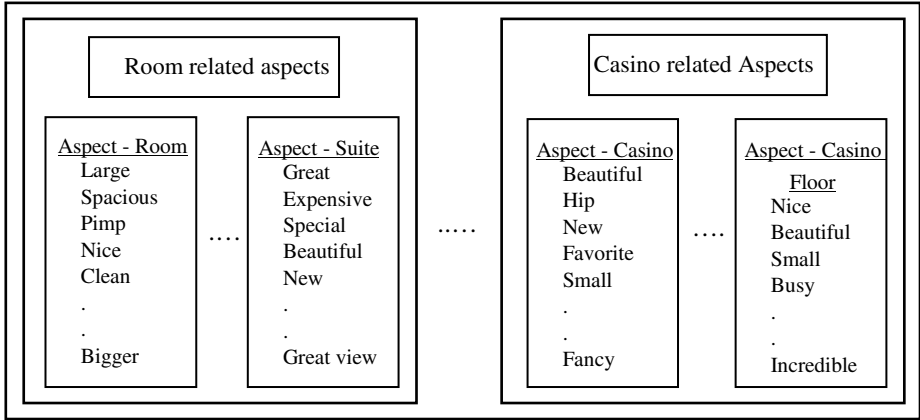 Room related aspects
Aspect - Room
Large
Spacious
Pimp
Nice
Clean
.
.
Bigger
....
Aspect - Suite
Great
Expensive
Special
Beautiful
New
.
.
Great view
.....
Casino related Aspects
Aspect - Casino
Beautiful
Hip
New
Favorite
Small
.
.
Fancy
....
Aspect - Casino
Floor
Nice
Beautiful
Small
Busy
.
.
Incredible